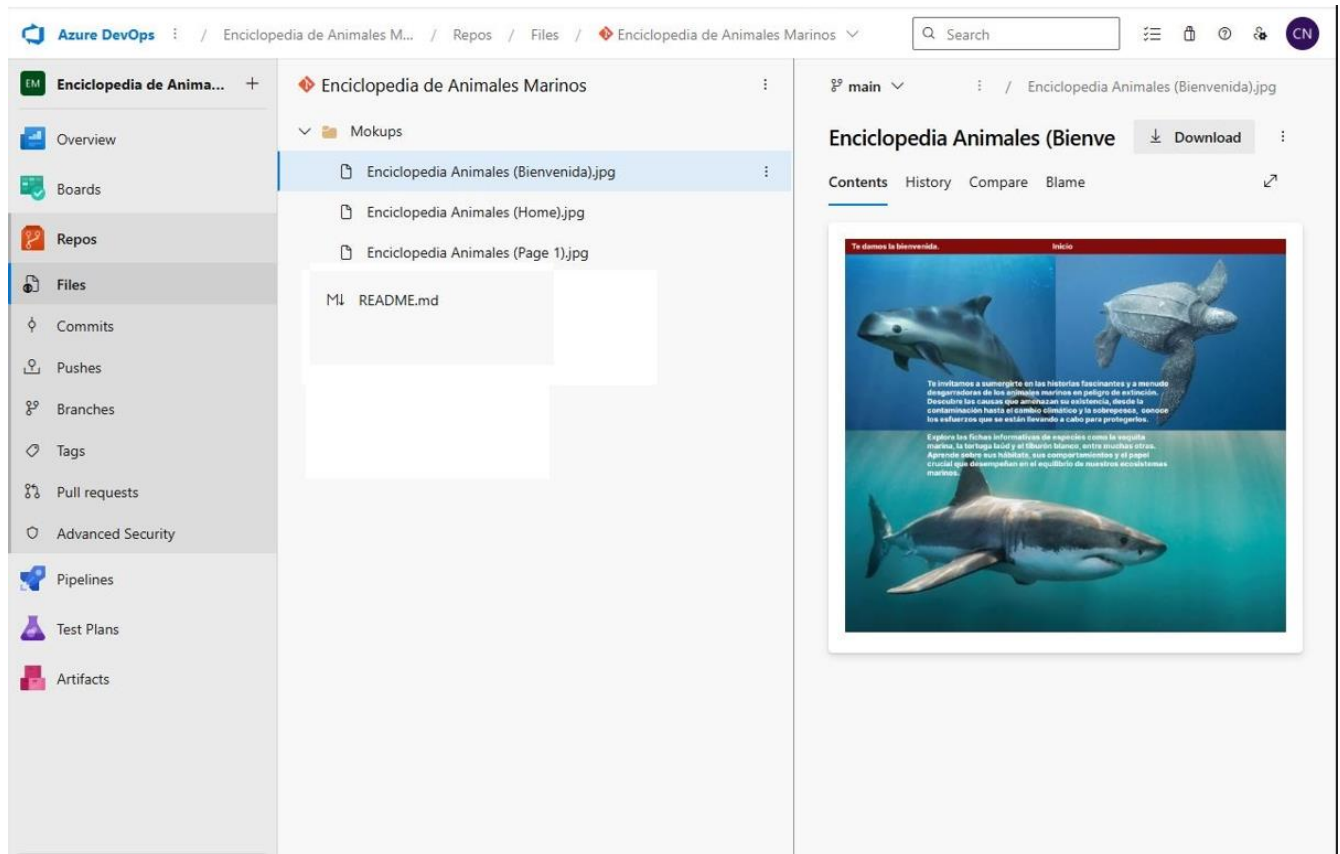 Azure DevOps / Enciclopedia de Animales M... / Repos / Files / Enciclopedia de Animales Marinos
Search
CN
EM Enciclopedia de Anima... +
Overview
Boards
Repos
Files
Commits
Pushes
Branches
Tags
Pull requests
Advanced Security
Pipelines
Test Plans
Artifacts
Enciclopedia de Animales Marinos
Mokups
Enciclopedia Animales (Bienvenida).jpg
Enciclopedia Animales (Home).jpg
Enciclopedia Animales (Page 1).jpg
M↓ README.md
main / Enciclopedia Animales (Bienvenida).jpg
Enciclopedia Animales (Bienve
Download
Contents History Compare Blame
Te damos la bienvenida. Inicio
Te invitamos a sumergirte en las historias fascinantes y a menudo
desgarradoras de los animales marinos en peligro de extinción.
Descubre las causas que amenazan su existencia, desde la
contaminación hasta el cambio climático y la sobrepesca, conoce
los esfuerzos que se están llevando a cabo para protegerlos.
Explora las fichas informativas de especies como la vaquita
marina, la tortuga laúd y el tiburón blanco, entre muchas otras.
Aprende sobre sus hábitats, sus comportamientos y el papel
crucial que desempeñan en el equilibrio de nuestros ecosistemas
marinos.